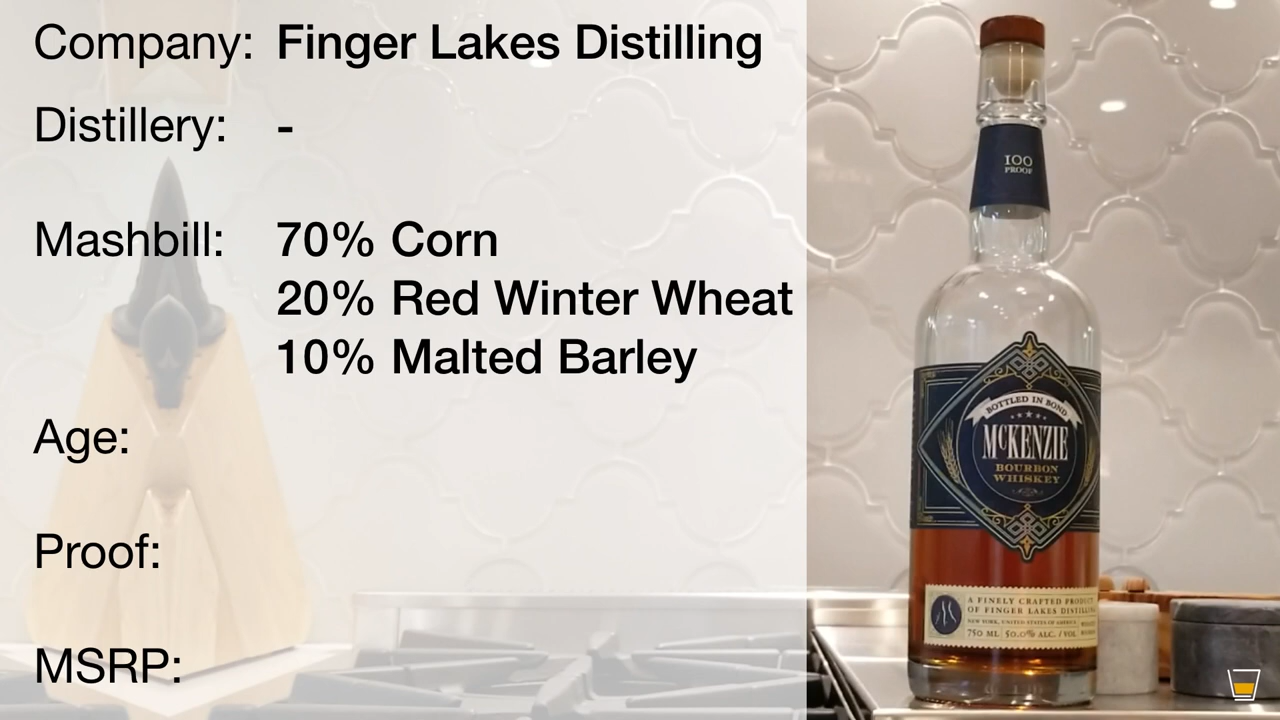 Company: Finger Lakes Distilling
Distillery: -
Mashbill: 70% Corn
20% Red Winter Wheat
10% Malted Barley
Age:
Proof:
MSRP:
100
PROOF
BOTTLED IN BOND
McKENZIE
BOURBON
WHISKEY
A FINELY CRAFTED PRODUCT
OF FINGER LAKES DISTILLING
NEW YORK, UNITED STATES OF AMERICA
750 ML 50.0% ALC. / VOL.